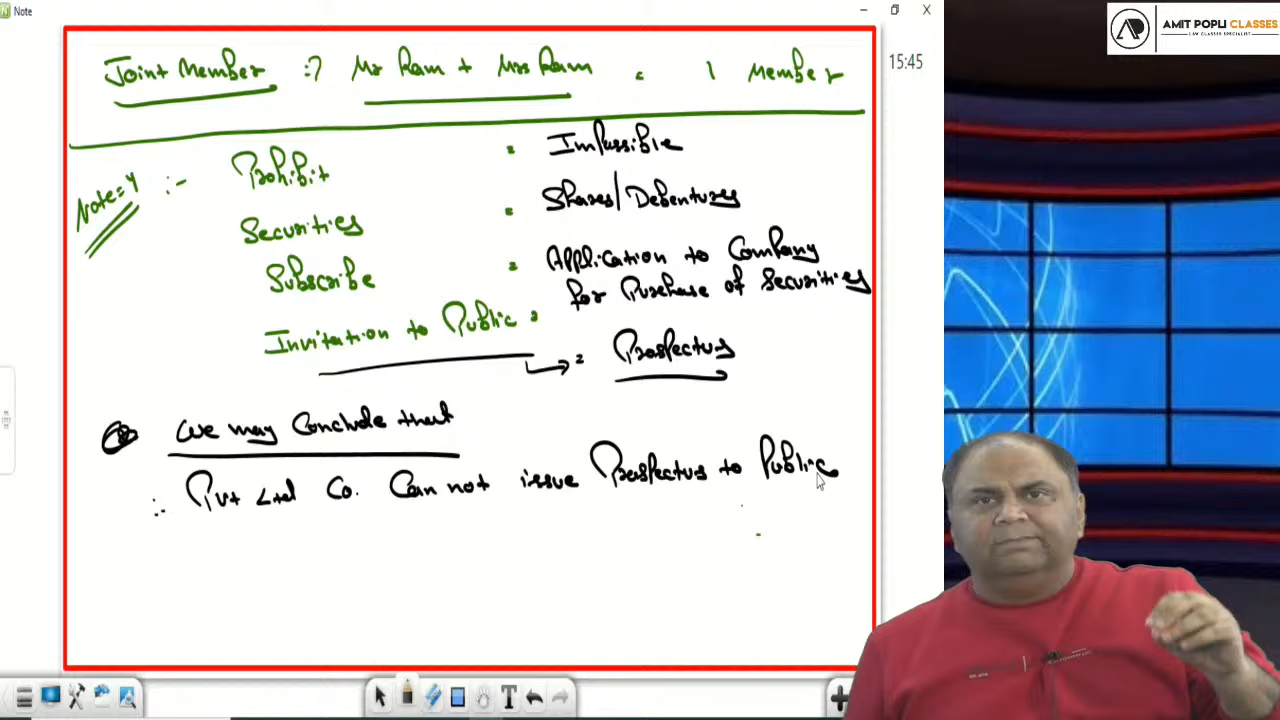 Note
AMIT POPLI CLASSES
LAW CLASSES SPECIALIST
15:45
Joint Member :? Mr Ram + Mrs Ram = 1 Member
Note=4 :- Prohibit = Impossible
Securities = Shares/Debentures
Subscribe = Application to Company
for Purchase of Securities
Invitation to Public =
= Prospectus
We may Conclude that
∴ Pvt Ltd Co. Can not issue Prospectus to Public